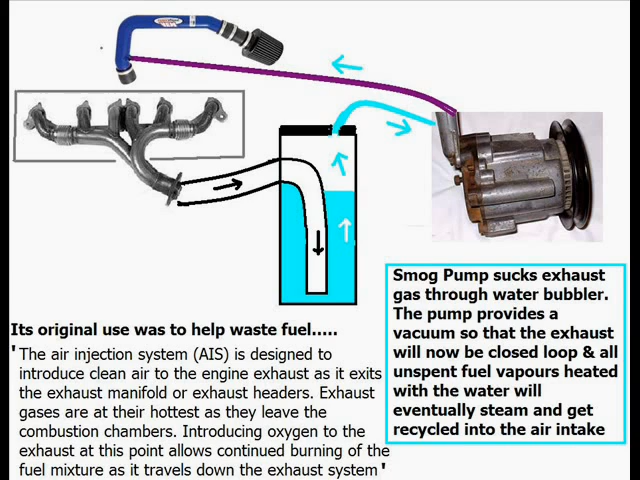 Smog Pump sucks exhaust
gas through water bubbler.
The pump provides a
vacuum so that the exhaust
will now be closed loop & all
unspent fuel vapours heated
with the water will
eventually steam and get
recycled into the air intake
Its original use was to help waste fuel.....
' The air injection system (AIS) is designed to
introduce clean air to the engine exhaust as it exits
the exhaust manifold or exhaust headers. Exhaust
gases are at their hottest as they leave the
combustion chambers. Introducing oxygen to the
exhaust at this point allows continued burning of the
fuel mixture as it travels down the exhaust system '